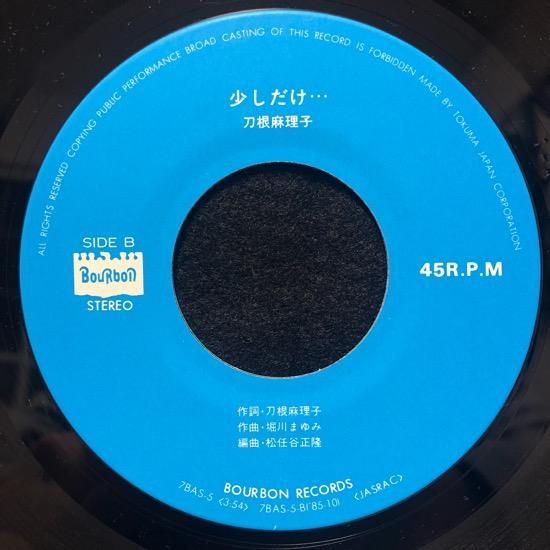 ALL RIGHTS RESERVED COPYING PUBLIC PERFORMANCE BROAD CASTING OF THIS RECORD IS FORBIDDEN MADE BY TOKUMA JAPAN CORPORATION
少しだけ…
刀根麻理子
SIDE B
BOURBON
STEREO
45R.P.M
作詞・刀根麻理子
作曲・堀川まゆみ
編曲・松任谷正隆
BOURBON RECORDS
7BAS-5 <3:54> 7BAS-5-B('85·10) <JASRAC>